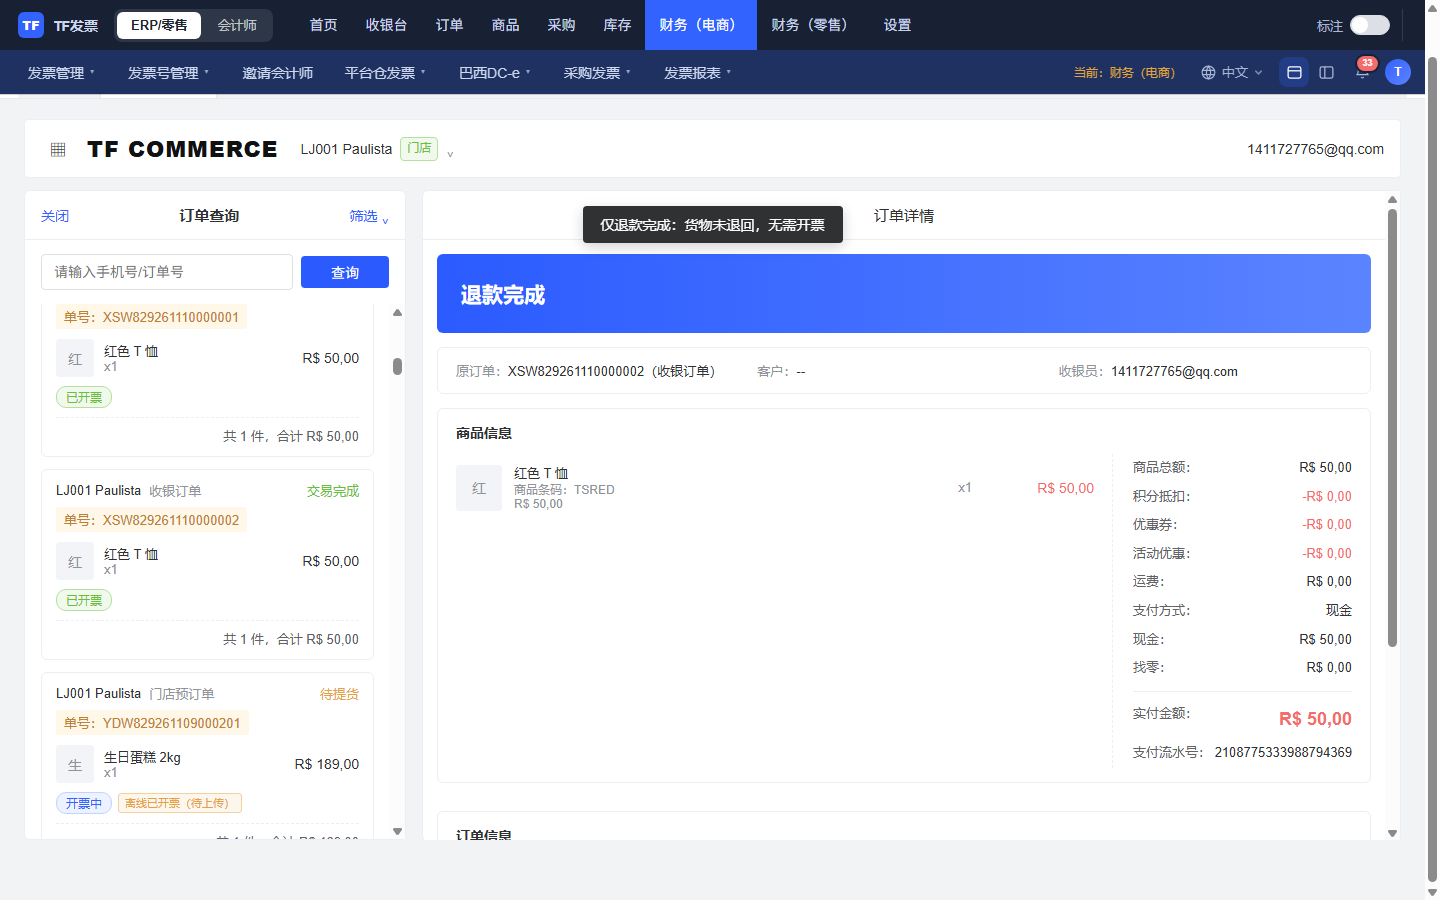 TF TF发票 ERP/零售 会计师 首页 收银台 订单 商品 采购 库存 财务（电商） 财务（零售） 设置 标注
发票管理 发票号管理 邀请会计师 平台仓发票 巴西DC-e 采购发票 发票报表 当前：财务（电商） 中文 33 T
TF COMMERCE LJ001 Paulista 门店 1411727765@qq.com
关闭 订单查询 筛选
请输入手机号/订单号 查询
单号：XSW829261110000001
红 红色 T 恤 R$ 50,00
x1
已开票
共 1 件，合计 R$ 50,00
LJ001 Paulista 收银订单 交易完成
单号：XSW829261110000002
红 红色 T 恤 R$ 50,00
x1
已开票
共 1 件，合计 R$ 50,00
LJ001 Paulista 门店预订单 待提货
单号：YDW829261109000201
生 生日蛋糕 2kg R$ 189,00
x1
开票中 离线已开票（待上传）
共 1 件，合计 R$ 189,00
订单详情
仅退款完成：货物未退回，无需开票
退款完成
原订单：XSW829261110000002（收银订单） 客户：-- 收银员：1411727765@qq.com
商品信息
红 红色 T 恤
商品条码：TSRED
R$ 50,00
x1 R$ 50,00
商品总额： R$ 50,00
积分抵扣： -R$ 0,00
优惠券： -R$ 0,00
活动优惠： -R$ 0,00
运费： R$ 0,00
支付方式： 现金
现金： R$ 50,00
找零： R$ 0,00
实付金额： R$ 50,00
支付流水号： 2108775333988794369
订单信息